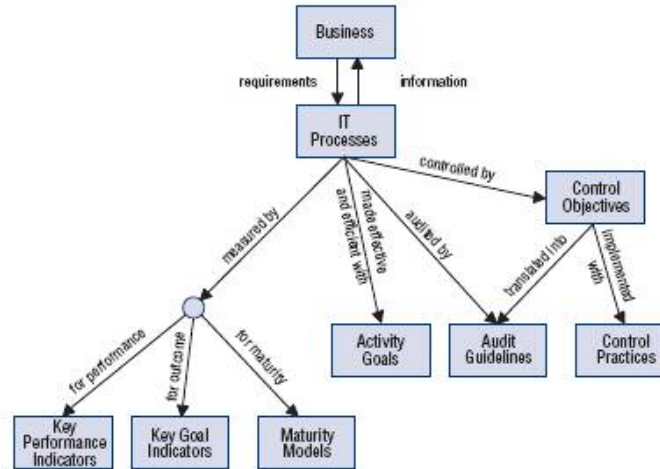 Business
requirements
information
IT
Processes
controlled by
Control
Objectives
measured by
made effective
and efficient with
audited by
translated into
implemented
with
Activity
Goals
Audit
Guidelines
Control
Practices
for performance
for outcome
for maturity
Key
Performance
Indicators
Key Goal
Indicators
Maturity
Models